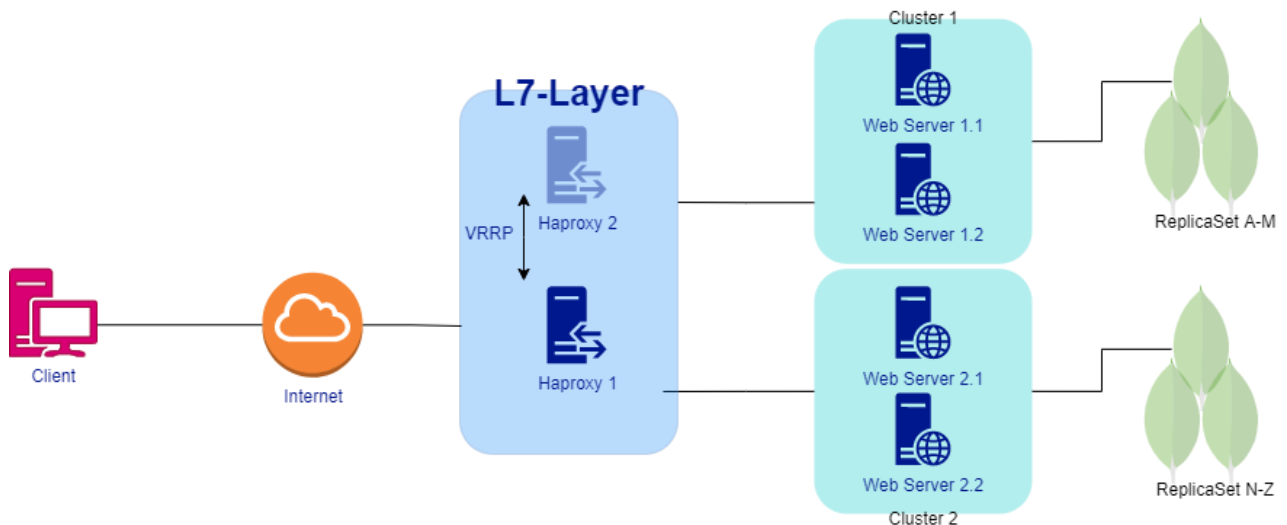 Cluster 1
L7-Layer
Web Server 1.1
Haproxy 2
VRRP
Web Server 1.2
ReplicaSet A-M
Client
Internet
Haproxy 1
Web Server 2.1
Web Server 2.2
ReplicaSet N-Z
Cluster 2